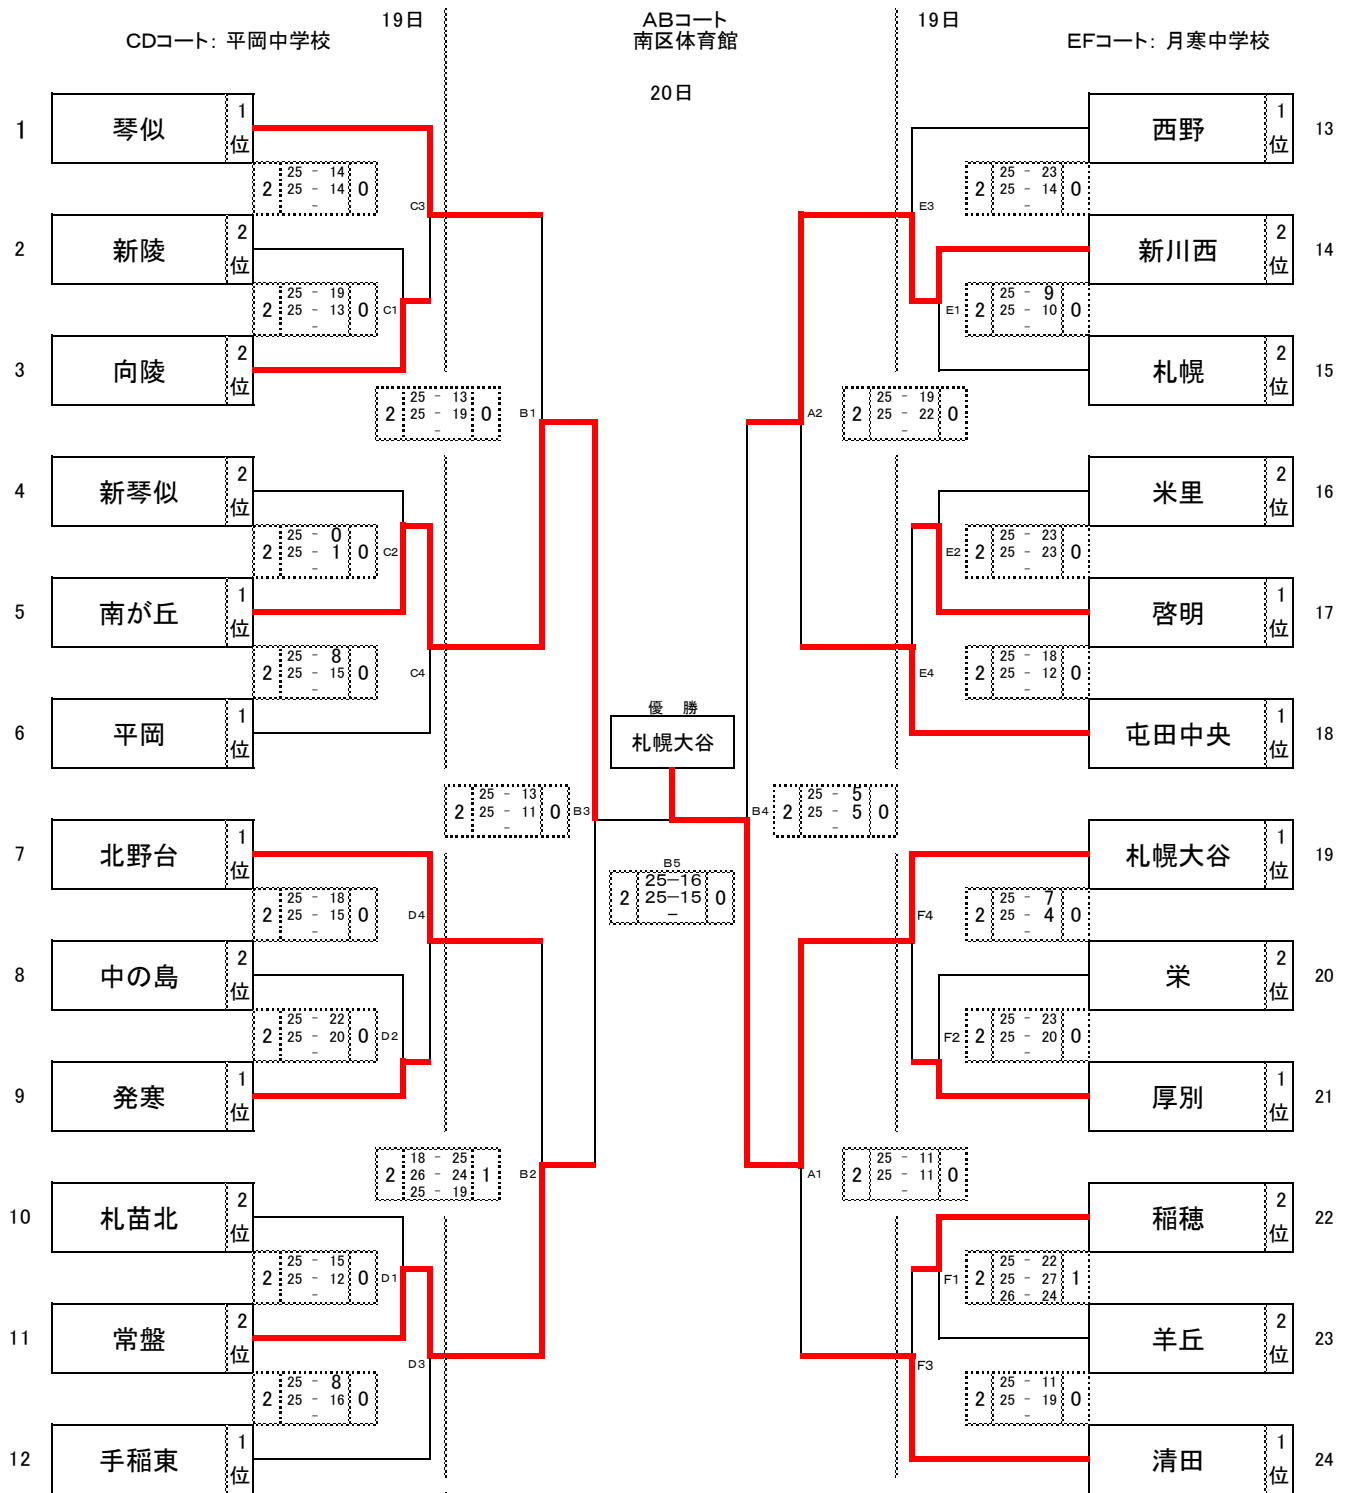 19日
ABコート
19日
CDコート: 平岡中学校
南区体育館
EFコート: 月寒中学校
20日
1 琴似 1位
25 - 14
2 25 - 14 0
-
C3
2 新陵 2位
25 - 19
2 25 - 13 0
-
C1
3 向陵 2位
25 - 13
2 25 - 19 0
-
B1
4 新琴似 2位
25 - 0
2 25 - 1 0
-
C2
5 南が丘 1位
25 - 8
2 25 - 15 0
-
C4
6 平岡 1位
25 - 13
2 25 - 11 0
-
B3
7 北野台 1位
25 - 18
2 25 - 15 0
-
D4
8 中の島 2位
25 - 22
2 25 - 20 0
-
D2
9 発寒 1位
18 - 25
2 26 - 24 1
25 - 19
B2
10 札苗北 2位
25 - 15
2 25 - 12 0
-
D1
11 常盤 2位
25 - 8
2 25 - 16 0
-
D3
12 手稲東 1位
優勝
札幌大谷
B5
25-16
2 25-15 0
-
西野 1位 13
E3
25 - 23
2 25 - 14 0
-
新川西 2位 14
E1
25 - 9
2 25 - 10 0
-
札幌 2位 15
A2
25 - 19
2 25 - 22 0
-
米里 2位 16
E2
25 - 23
2 25 - 23 0
-
啓明 1位 17
E4
25 - 18
2 25 - 12 0
-
屯田中央 1位 18
B4
25 - 5
2 25 - 5 0
-
札幌大谷 1位 19
F4
25 - 7
2 25 - 4 0
-
栄 2位 20
F2
25 - 23
2 25 - 20 0
-
厚別 1位 21
A1
25 - 11
2 25 - 11 0
-
稲穂 2位 22
F1
25 - 22
2 25 - 27 1
26 - 24
羊丘 2位 23
F3
25 - 11
2 25 - 19 0
-
清田 1位 24